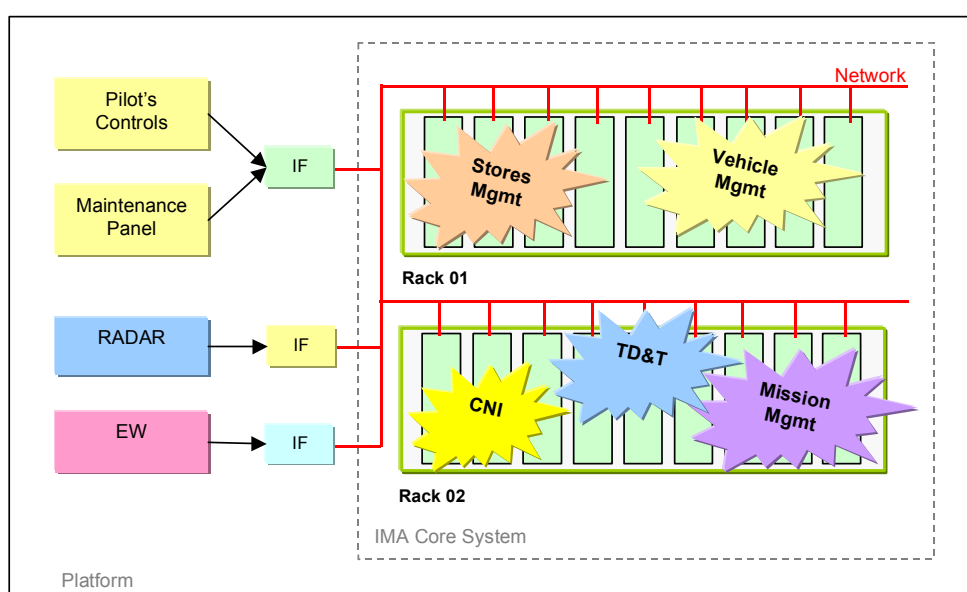 Network
Pilot's
Controls
IF
Maintenance
Panel
Stores
Mgmt
Vehicle
Mgmt
Rack 01
RADAR
IF
TD&T
EW
IF
CNI
Mission
Mgmt
Rack 02
IMA Core System
Platform